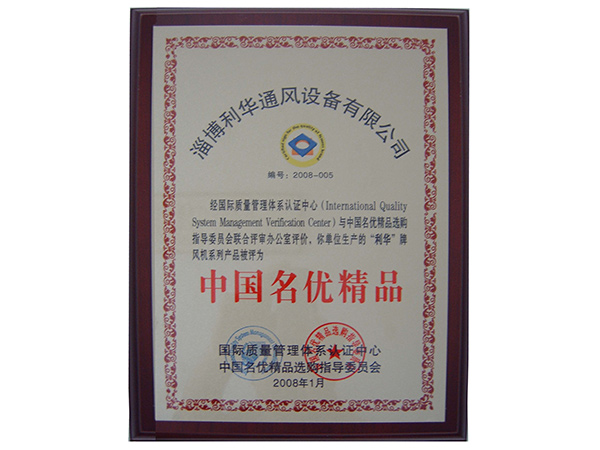 淄博利华通风设备有限公司
编号：2008-005
经国际质量管理体系认证中心（International Quality
System Management Verification Center）与中国名优精品选购
指导委员会联合评审办公室评价，你单位生产的“利华”牌
风机系列产品被评为
中国名优精品
国际质量管理体系认证中心
中国名优精品选购指导委员会
2008年1月